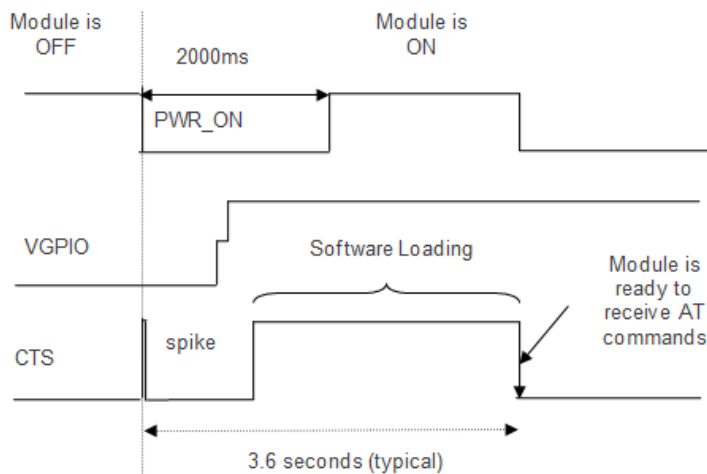 Module is
OFF
2000ms
Module is
ON
PWR_ON
VGPIO
Software Loading
Module is
ready to
receive AT
commands
CTS
spike
3.6 seconds (typical)